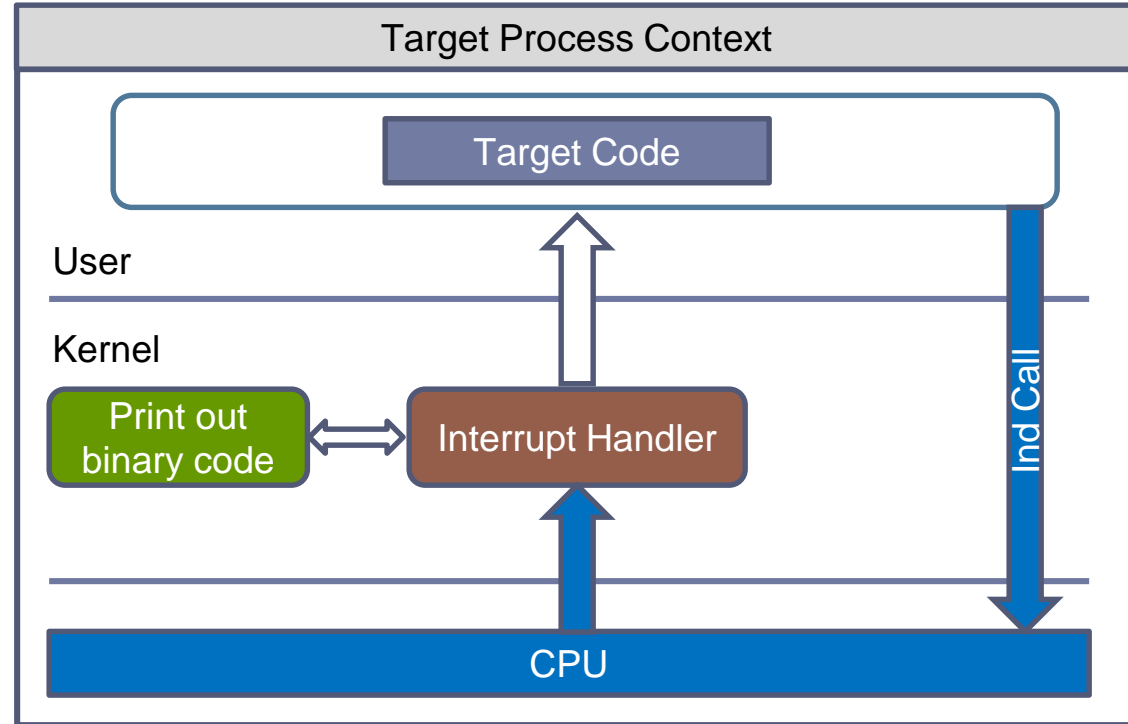 Target Process Context
Target Code
User
Kernel
Print out
binary code
Interrupt Handler
Ind Call
CPU